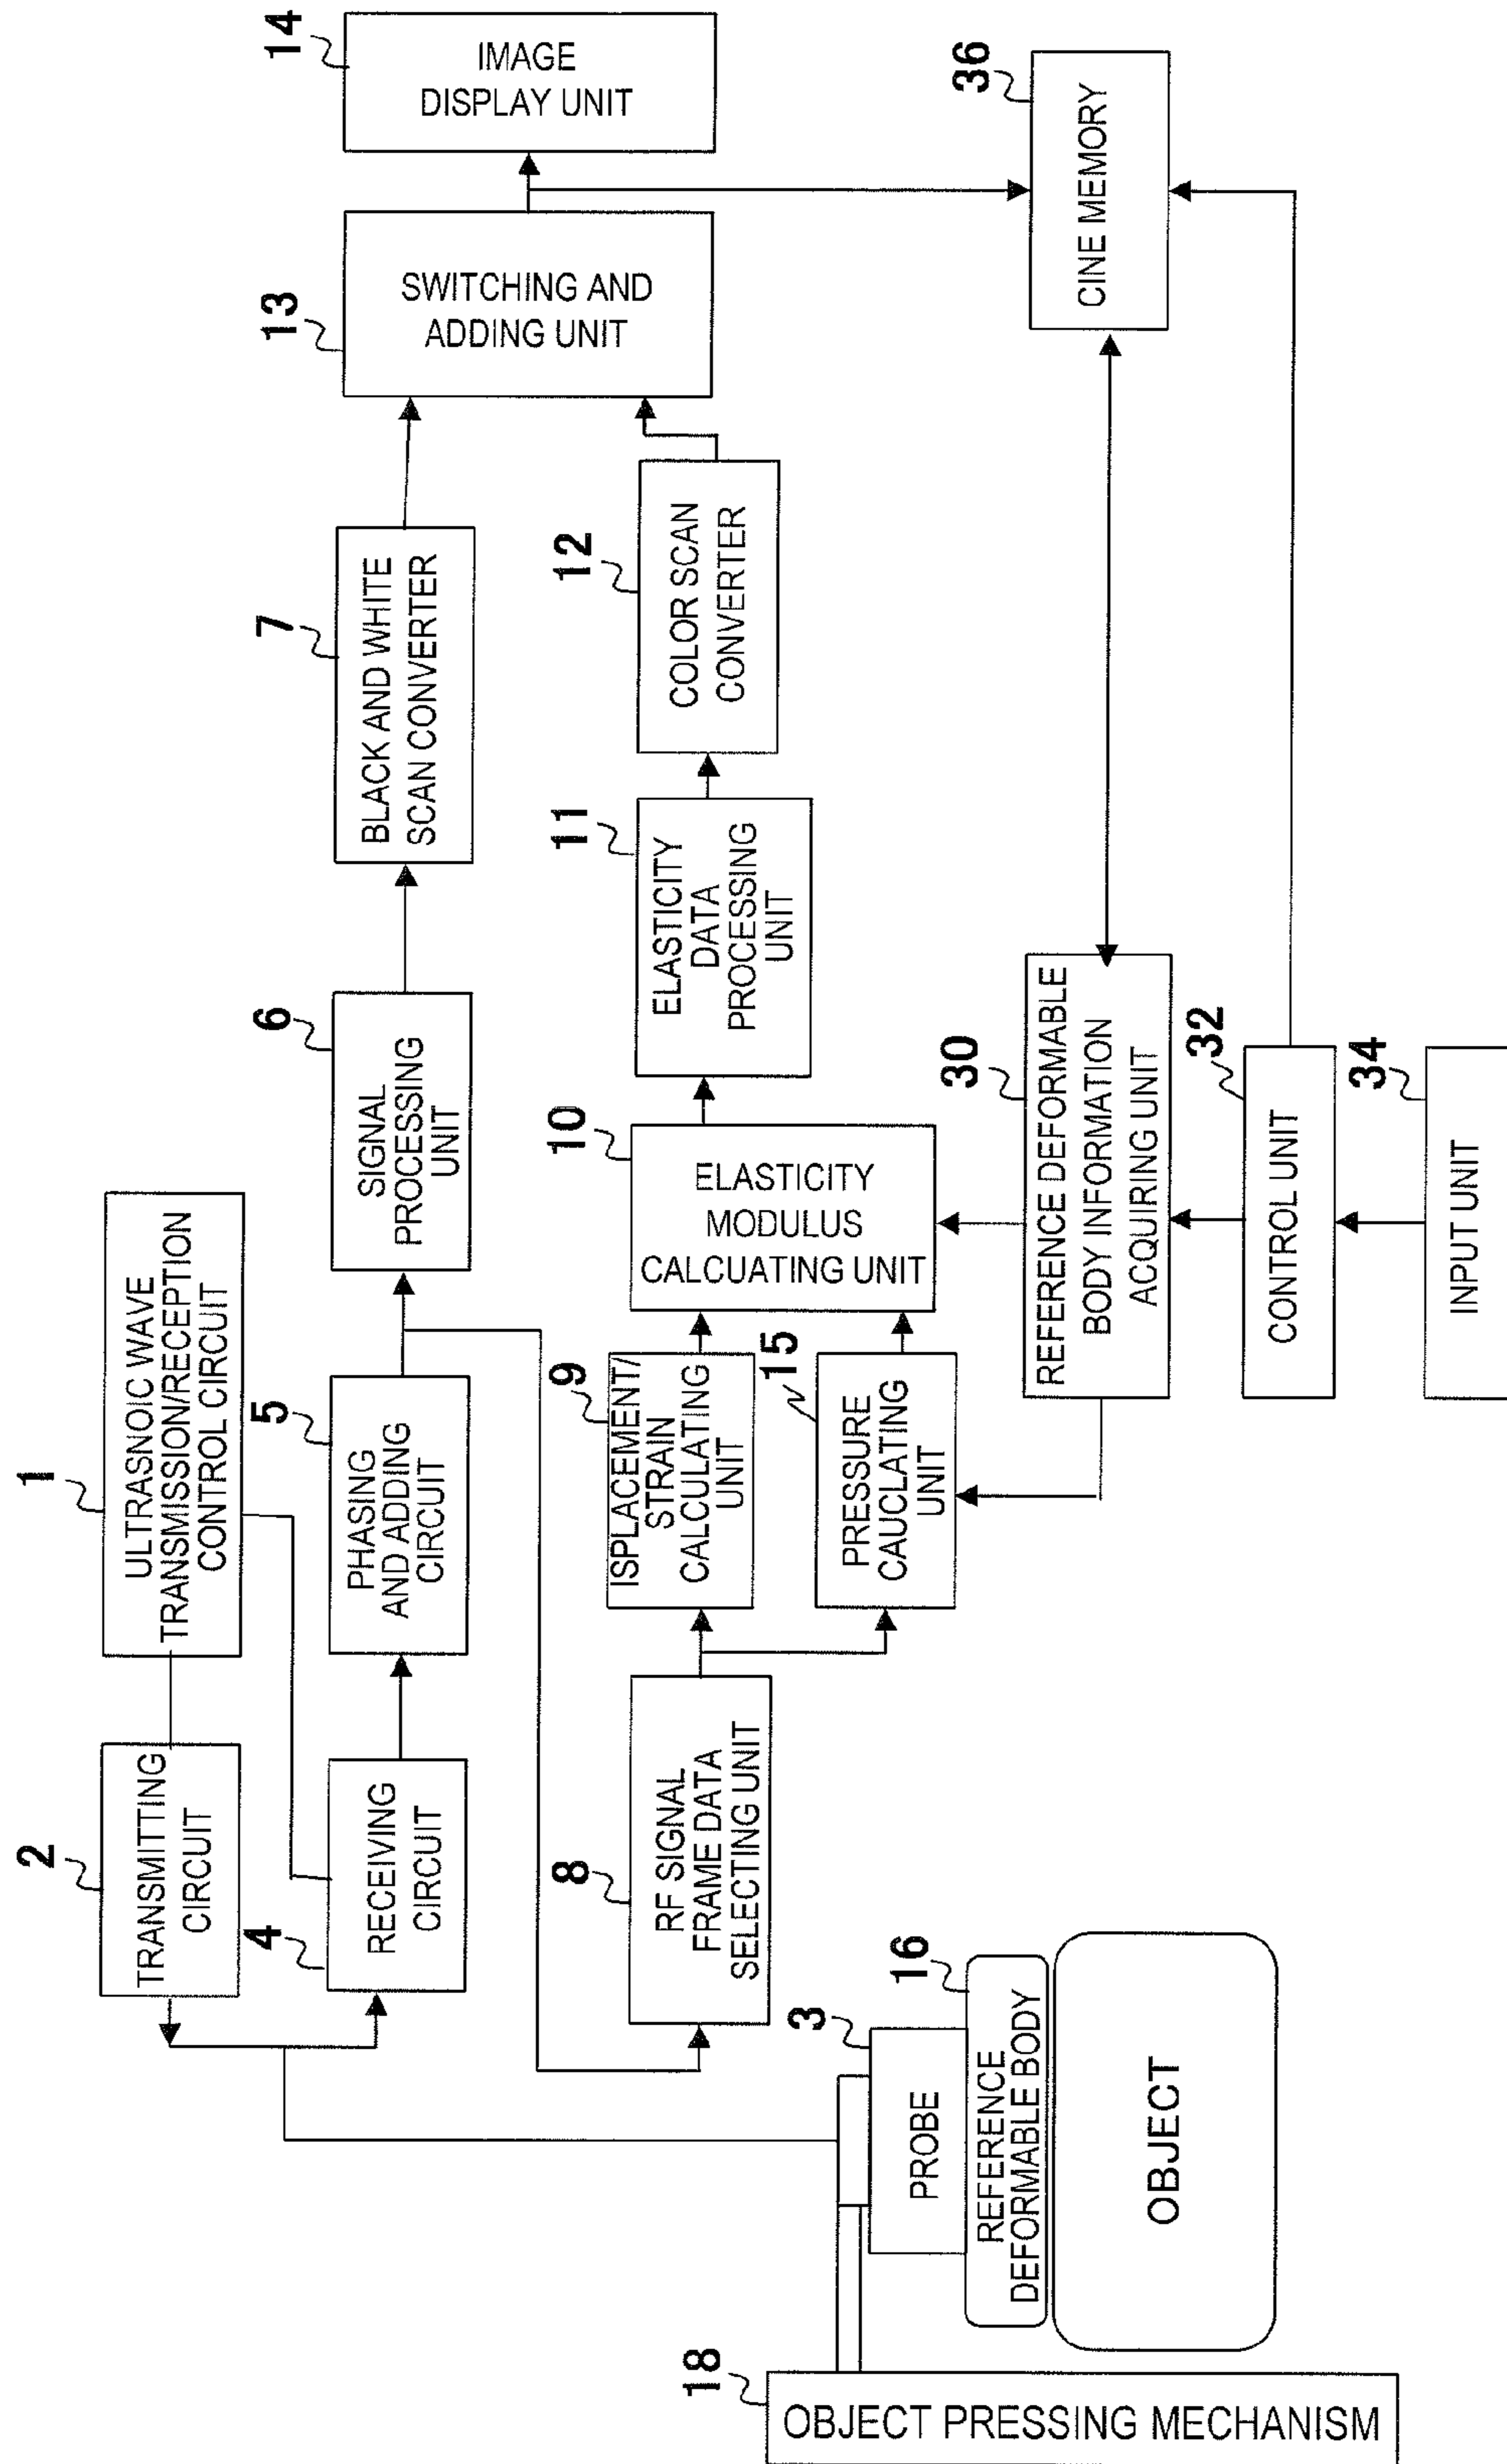 1
ULTRASNOIC WAVE
TRANSMISSION/RECEPTION
CONTROL CIRCUIT
2
TRANSMITTING
CIRCUIT
4
RECEIVING
CIRCUIT
5
PHASING
AND ADDING
CIRCUIT
6
SIGNAL
PROCESSING
UNIT
7
BLACK AND WHITE
SCAN CONVERTER
13
SWITCHING AND
ADDING UNIT
14
IMAGE
DISPLAY UNIT
8
RF SIGNAL
FRAME DATA
SELECTING UNIT
9
ISPLACEMENT/
STRAIN
CALCULATING
UNIT
15
PRESSURE
CAUCLATING
UNIT
10
ELASTICITY
MODULUS
CALCUATING UNIT
11
ELASTICITY
DATA
PROCESSING
UNIT
12
COLOR SCAN
CONVERTER
18
OBJECT PRESSING MECHANISM
3
PROBE
16
REFERENCE
DEFORMABLE BODY
OBJECT
30
REFERENCE DEFORMABLE
BODY INFORMATION
ACQUIRING UNIT
32
CONTROL UNIT
34
INPUT UNIT
36
CINE MEMORY